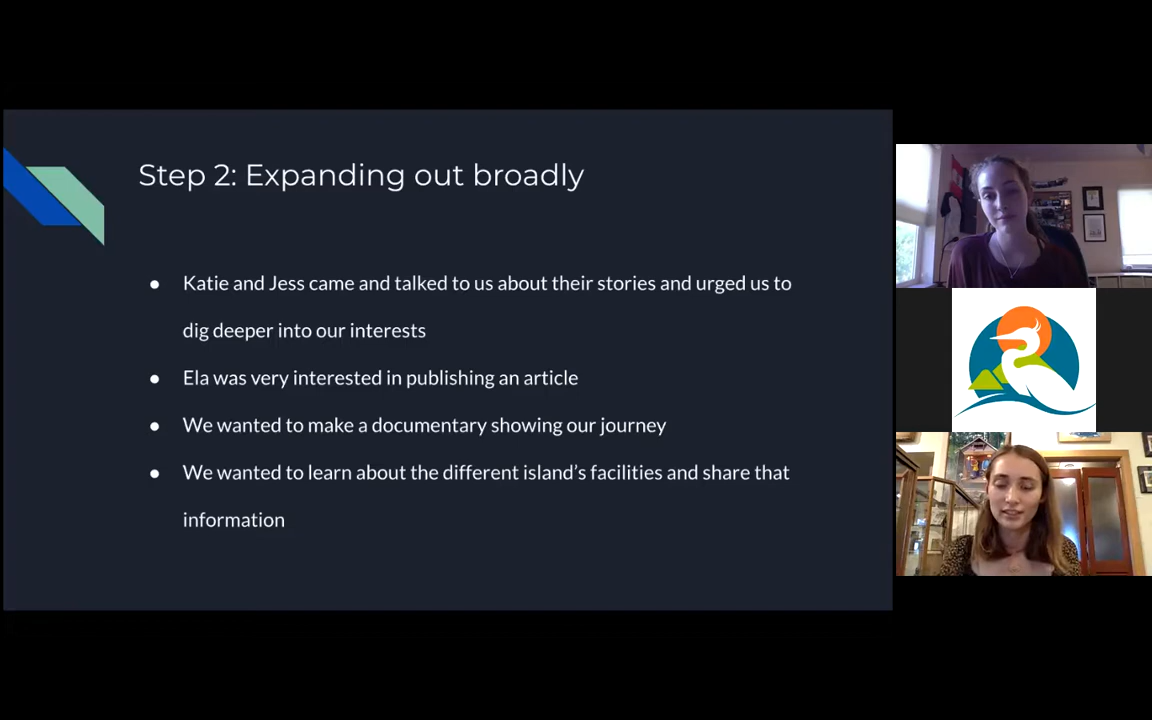 Step 2: Expanding out broadly
● Katie and Jess came and talked to us about their stories and urged us to
dig deeper into our interests
● Ela was very interested in publishing an article
● We wanted to make a documentary showing our journey
● We wanted to learn about the different island's facilities and share that
information